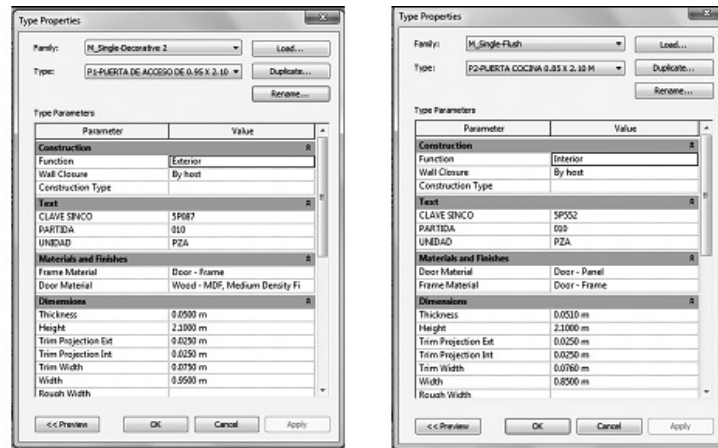 Type Properties
Family: M_Single-Decorative 2 Load...
Type: P1-PUERTA DE ACCESO DE 0.95 X 2.10 Duplicate...
Rename...
Type Parameters
Parameter Value
Construction
Function Exterior
Wall Closure By host
Construction Type
Text
CLAVE SINCO 5P087
PARTIDA 010
UNIDAD PZA
Materials and Finishes
Frame Material Door - Frame
Door Material Wood - MDF, Medium Density Fi
Dimensions
Thickness 0.0500 m
Height 2.1000 m
Trim Projection Ext 0.0250 m
Trim Projection Int 0.0250 m
Trim Width 0.0750 m
Width 0.9500 m
Rough Width
<< Preview OK Cancel Apply
Type Properties
Family: M_Single-Flush Load...
Type: P2-PUERTA COCINA 0.85 X 2.10 M Duplicate...
Rename...
Type Parameters
Parameter Value
Construction
Function Interior
Wall Closure By host
Construction Type
Text
CLAVE SINCO 5P552
PARTIDA 010
UNIDAD PZA
Materials and Finishes
Door Material Door - Panel
Frame Material Door - Frame
Dimensions
Thickness 0.0510 m
Height 2.1000 m
Trim Projection Ext 0.0250 m
Trim Projection Int 0.0250 m
Trim Width 0.0760 m
Width 0.8500 m
Rough Width
<< Preview OK Cancel Apply